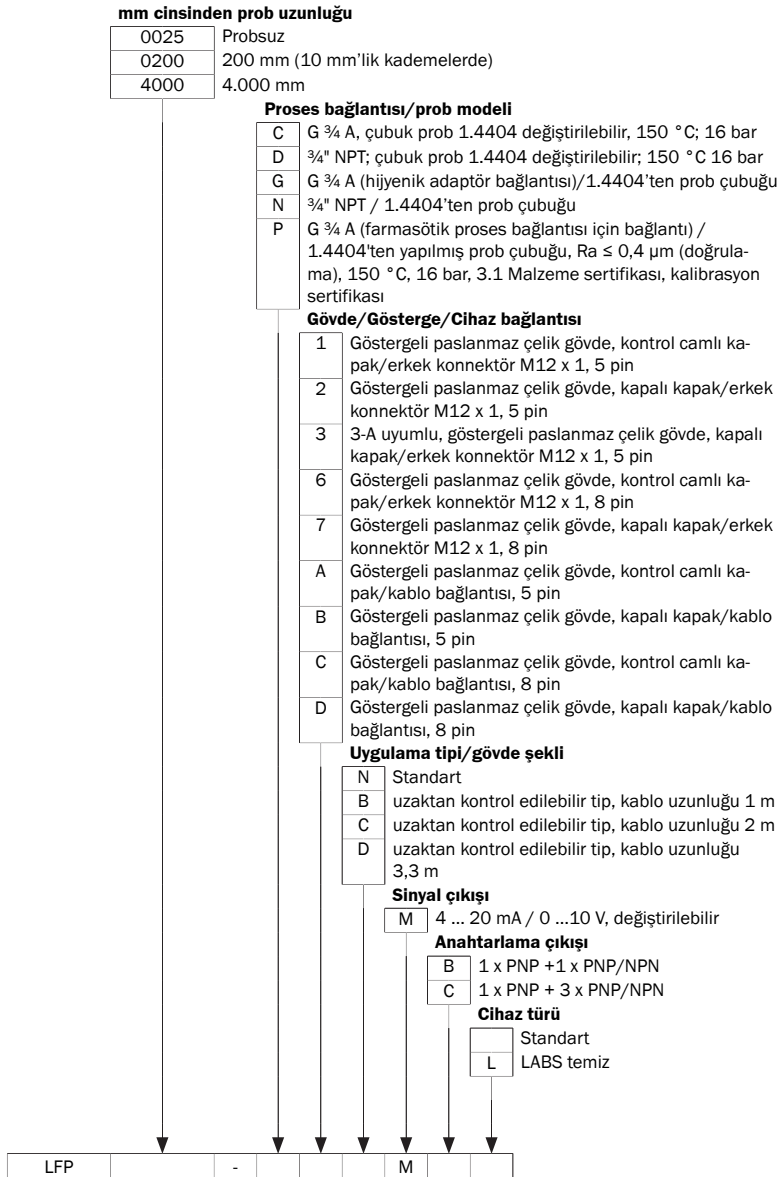 mm cinsinden prob uzunluğu
0025 Probsuz
0200 200 mm (10 mm’lik kademelerde)
4000 4.000 mm
Proses bağlantısı/prob modeli
C G ¾ A, çubuk prob 1.4404 değiştirilebilir, 150 °C; 16 bar
D ¾" NPT; çubuk prob 1.4404 değiştirilebilir; 150 °C 16 bar
G G ¾ A (hijyenik adaptör bağlantısı)/1.4404’ten prob çubuğu
N ¾" NPT / 1.4404’ten prob çubuğu
P G ¾ A (farmasötik proses bağlantısı için bağlantı) /
1.4404'ten yapılmış prob çubuğu, Ra ≤ 0,4 µm (doğrula-
ma), 150 °C, 16 bar, 3.1 Malzeme sertifikası, kalibrasyon
sertifikası
Gövde/Gösterge/Cihaz bağlantısı
1 Göstergeli paslanmaz çelik gövde, kontrol camlı ka-
pak/erkek konnektör M12 x 1, 5 pin
2 Göstergeli paslanmaz çelik gövde, kapalı kapak/erkek
konnektör M12 x 1, 5 pin
3 3-A uyumlu, göstergeli paslanmaz çelik gövde, kapalı
kapak/erkek konnektör M12 x 1, 5 pin
6 Göstergeli paslanmaz çelik gövde, kontrol camlı ka-
pak/erkek konnektör M12 x 1, 8 pin
7 Göstergeli paslanmaz çelik gövde, kapalı kapak/erkek
konnektör M12 x 1, 8 pin
A Göstergeli paslanmaz çelik gövde, kontrol camlı ka-
pak/kablo bağlantısı, 5 pin
B Göstergeli paslanmaz çelik gövde, kapalı kapak/kablo
bağlantısı, 5 pin
C Göstergeli paslanmaz çelik gövde, kontrol camlı ka-
pak/kablo bağlantısı, 8 pin
D Göstergeli paslanmaz çelik gövde, kapalı kapak/kablo
bağlantısı, 8 pin
Uygulama tipi/gövde şekli
N Standart
B uzaktan kontrol edilebilir tip, kablo uzunluğu 1 m
C uzaktan kontrol edilebilir tip, kablo uzunluğu 2 m
D uzaktan kontrol edilebilir tip, kablo uzunluğu
3,3 m
Sinyal çıkışı
M 4 ... 20 mA / 0 ...10 V, değiştirilebilir
Anahtarlama çıkışı
B 1 x PNP +1 x PNP/NPN
C 1 x PNP + 3 x PNP/NPN
Cihaz türü
Standart
L LABS temiz
LFP - M